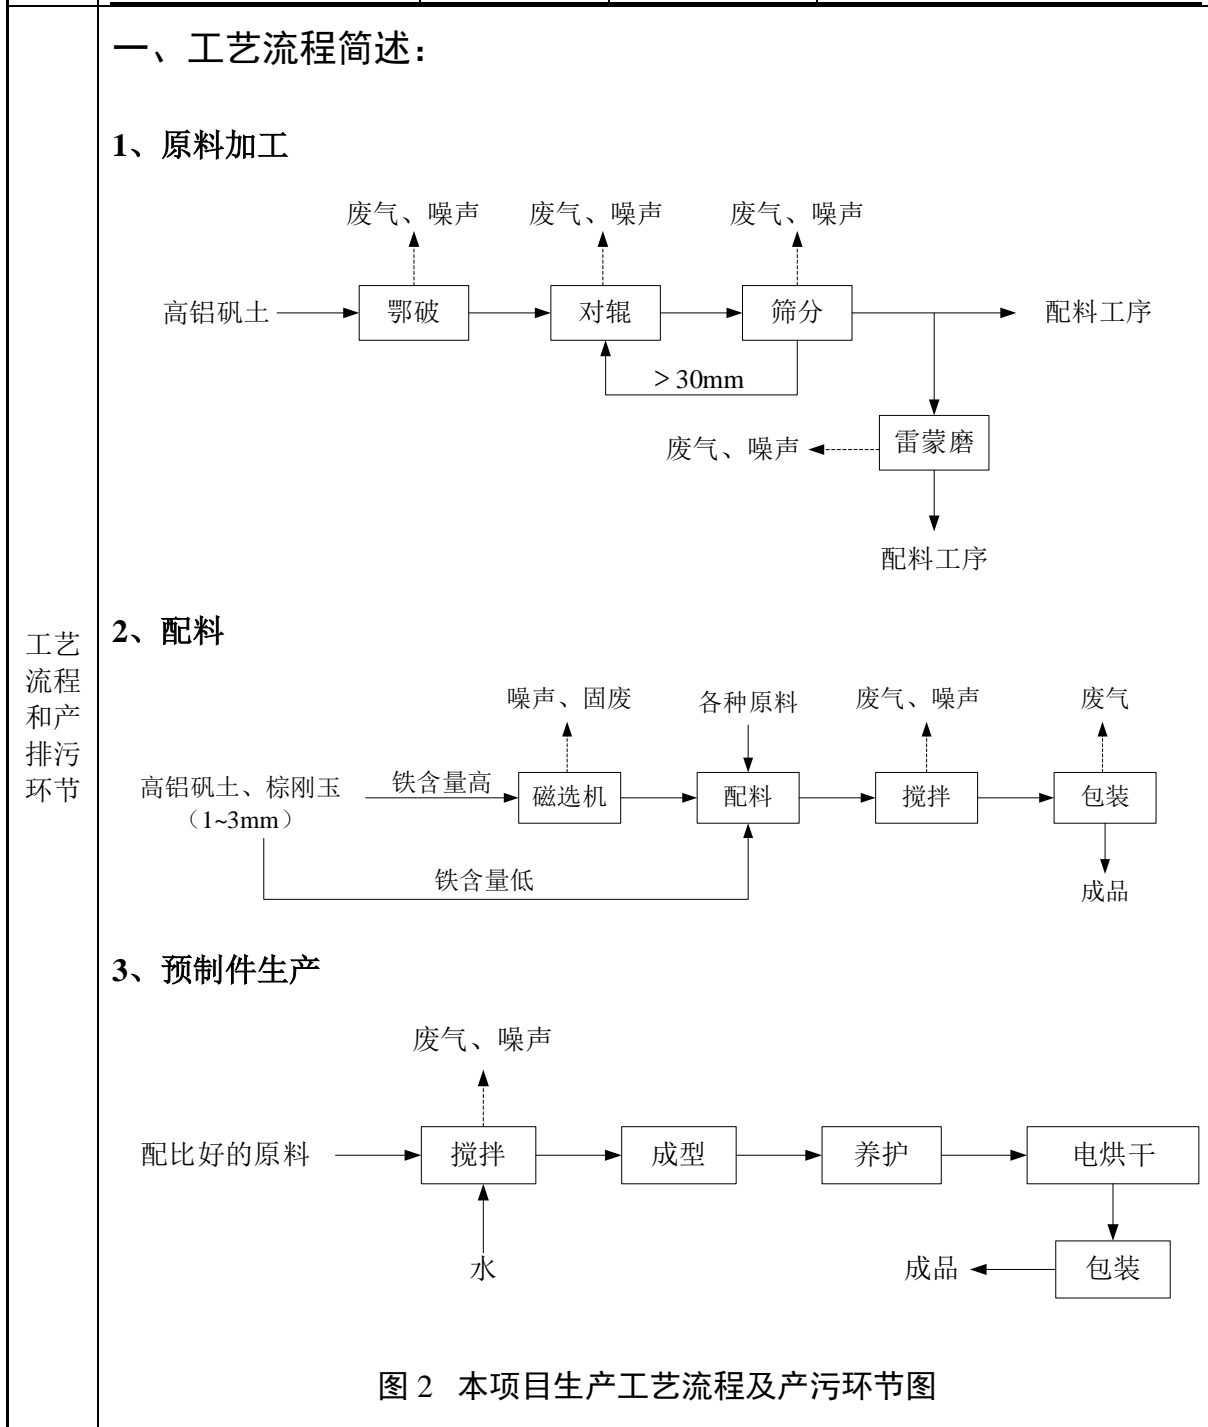 一、工艺流程简述：
1、原料加工
废气、噪声 废气、噪声 废气、噪声
高铝矾土 鄂破 对辊 筛分 配料工序
＞30mm
废气、噪声 雷蒙磨
配料工序
2、配料
噪声、固废 各种原料 废气、噪声 废气
高铝矾土、棕刚玉 铁含量高 磁选机 配料 搅拌 包装
（1~3mm）
铁含量低 成品
3、预制件生产
废气、噪声
配比好的原料 搅拌 成型 养护 电烘干
水 成品 包装
图 2 本项目生产工艺流程及产污环节图
工艺
流程
和产
排污
环节